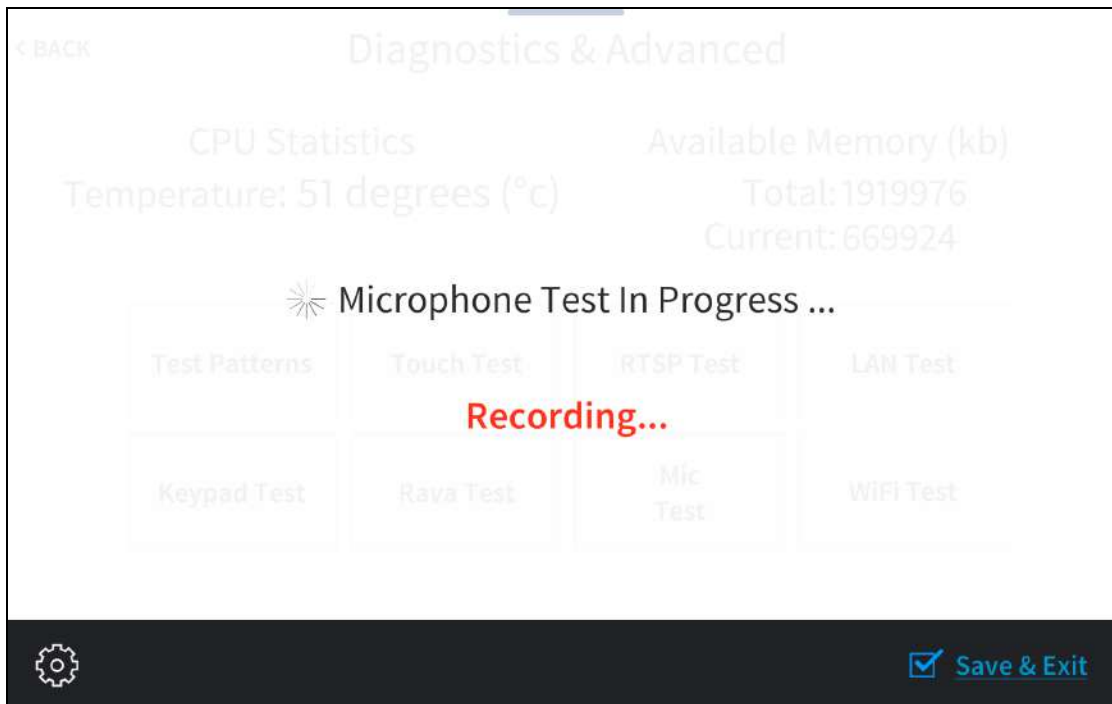 < BACK
Diagnostics & Advanced
CPU Statistics
Available Memory (kb)
Temperature: 51 degrees (°c)
Total: 1919976
Current: 669924
Microphone Test In Progress ...
Test Patterns
Touch Test
RTSP Test
LAN Test
Recording...
Keypad Test
Rava Test
Mic
Test
WiFi Test
Save & Exit